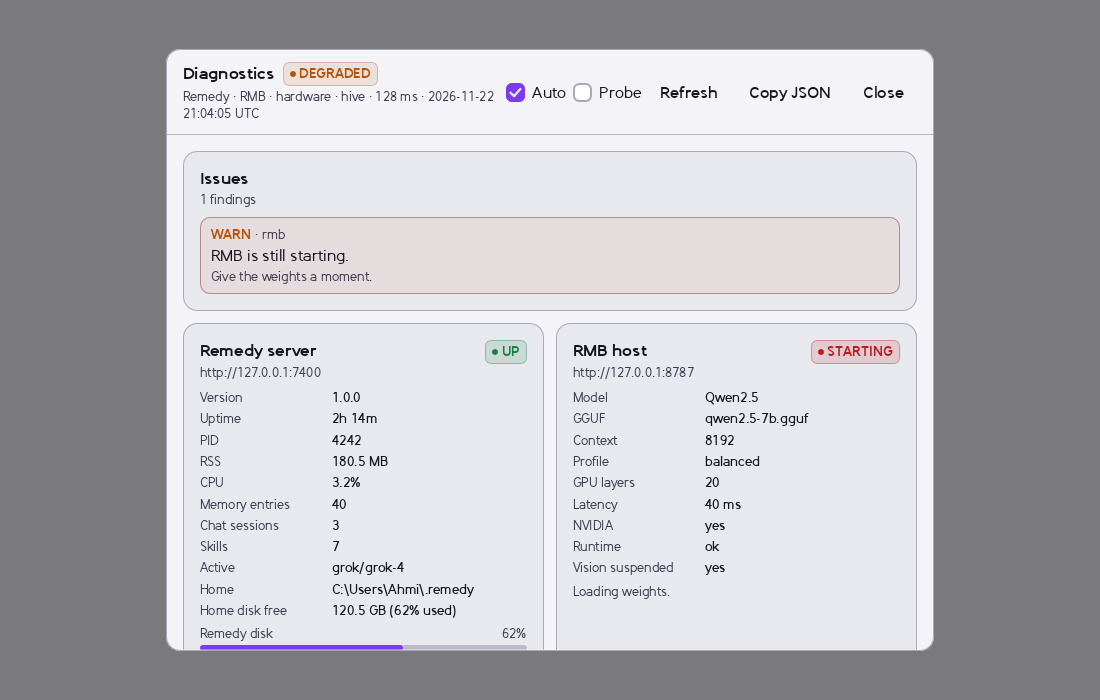 Diagnostics • DEGRADED
Remedy · RMB · hardware · hive · 128 ms · 2026-11-22
21:04:05 UTC
Auto Probe Refresh Copy JSON Close
Issues
1 findings
WARN · rmb
RMB is still starting.
Give the weights a moment.
Remedy server • UP
http://127.0.0.1:7400
Version 1.0.0
Uptime 2h 14m
PID 4242
RSS 180.5 MB
CPU 3.2%
Memory entries 40
Chat sessions 3
Skills 7
Active grok/grok-4
Home C:\Users\Ahmi\.remedy
Home disk free 120.5 GB (62% used)
Remedy disk 62%
RMB host • STARTING
http://127.0.0.1:8787
Model Qwen2.5
GGUF qwen2.5-7b.gguf
Context 8192
Profile balanced
GPU layers 20
Latency 40 ms
NVIDIA yes
Runtime ok
Vision suspended yes
Loading weights.